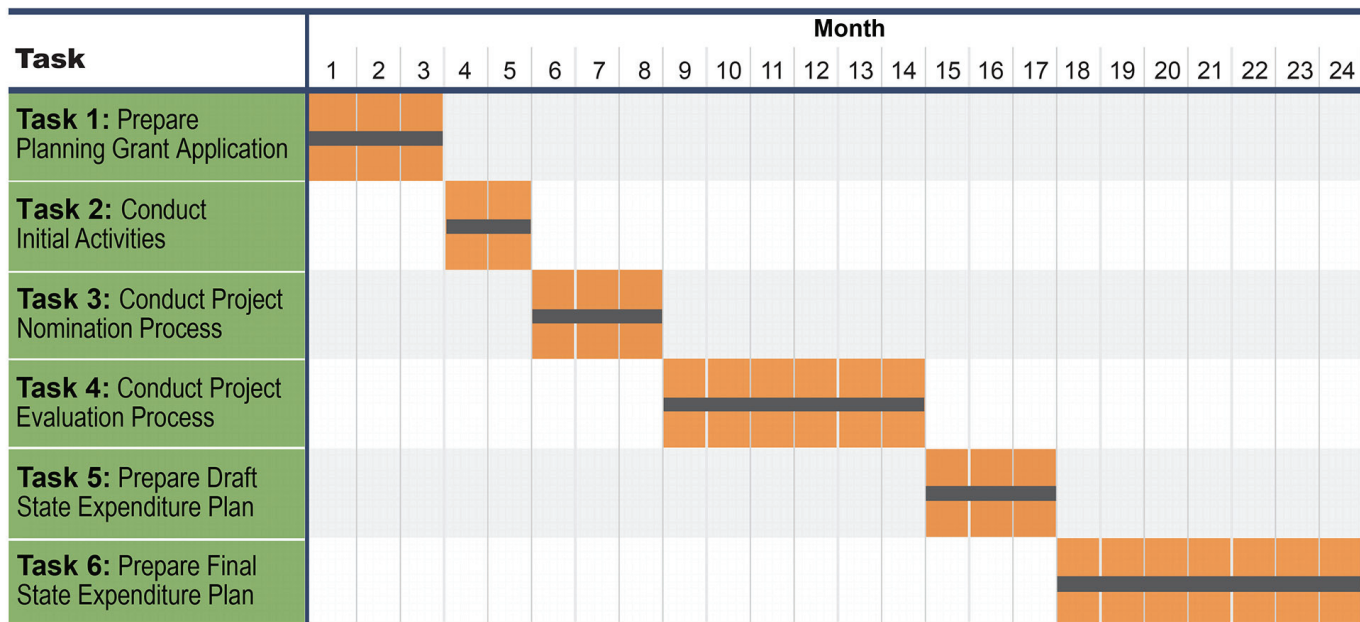 Month
Task
1 2 3 4 5 6 7 8 9 10 11 12 13 14 15 16 17 18 19 20 21 22 23 24
Task 1: Prepare
Planning Grant Application
Task 2: Conduct
Initial Activities
Task 3: Conduct Project
Nomination Process
Task 4: Conduct Project
Evaluation Process
Task 5: Prepare Draft
State Expenditure Plan
Task 6: Prepare Final
State Expenditure Plan